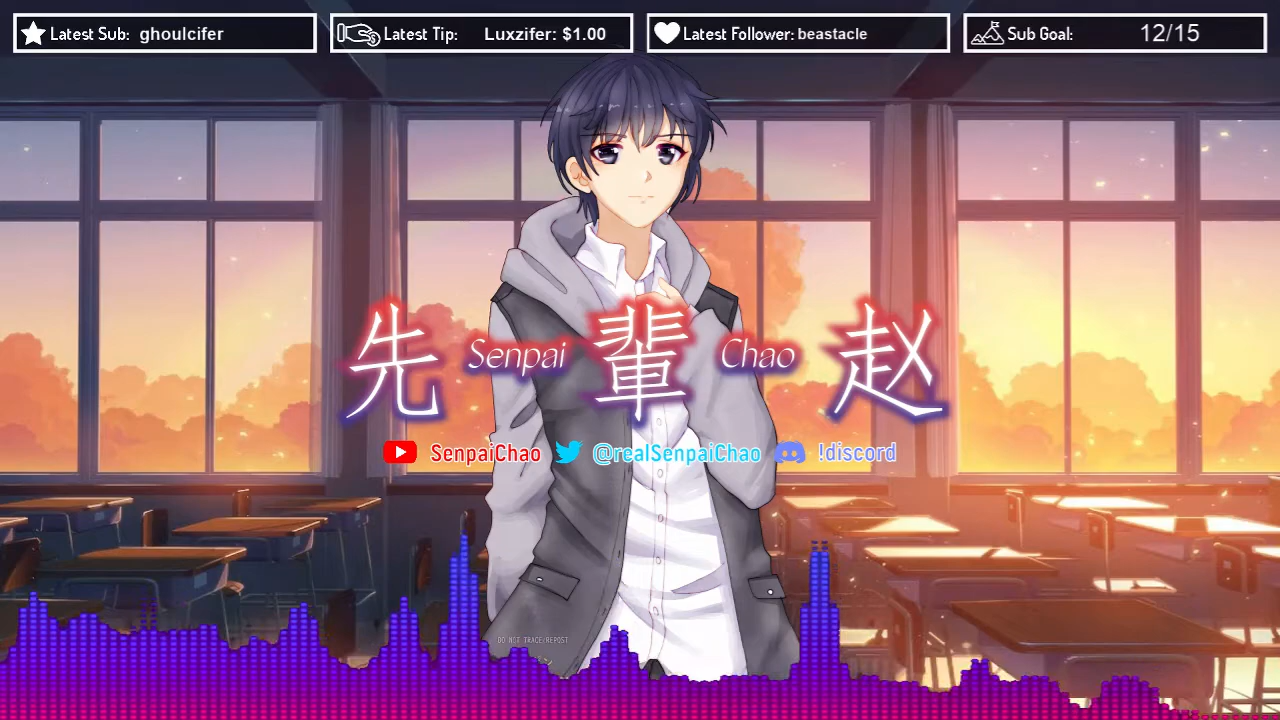 Latest Sub: ghoulcifer
Latest Tip: Luxzifer: $1.00
Latest Follower: beastacle
Sub Goal: 12/15
先 Senpai 輩 Chao 赵
SenpaiChao @realSenpaiChao !discord
DO NOT TRACE/REPOST